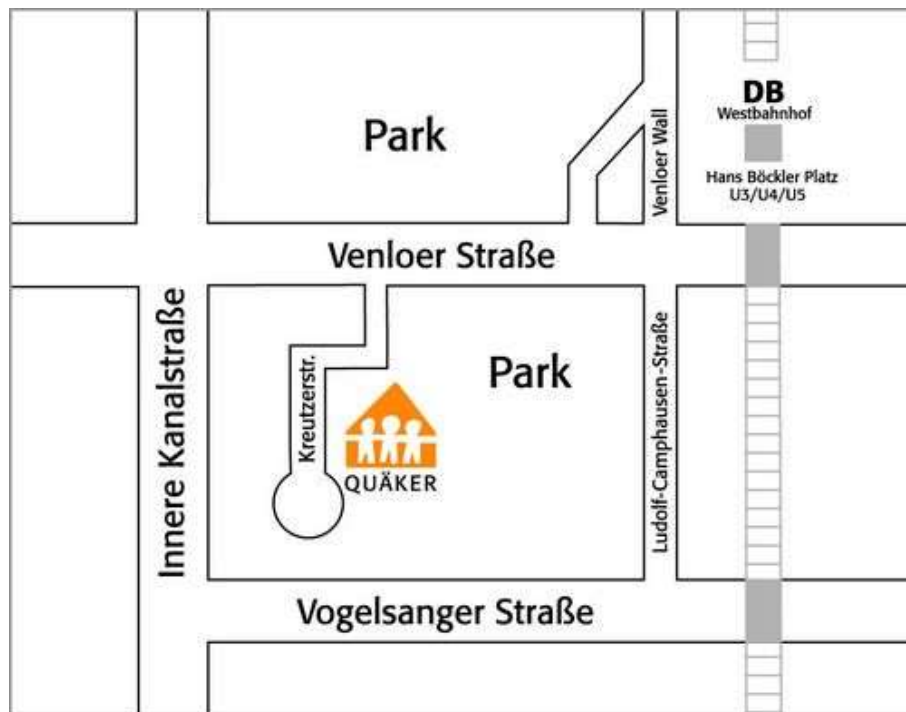 DB
Westbahnhof
Park
Venloer Wall
Hans Böckler Platz
U3/U4/U5
Venloer Straße
Innere Kanalstraße
Kreutzerstr.
Park
Ludolf-Camphausen-Straße
QUÄKER
Vogelsanger Straße